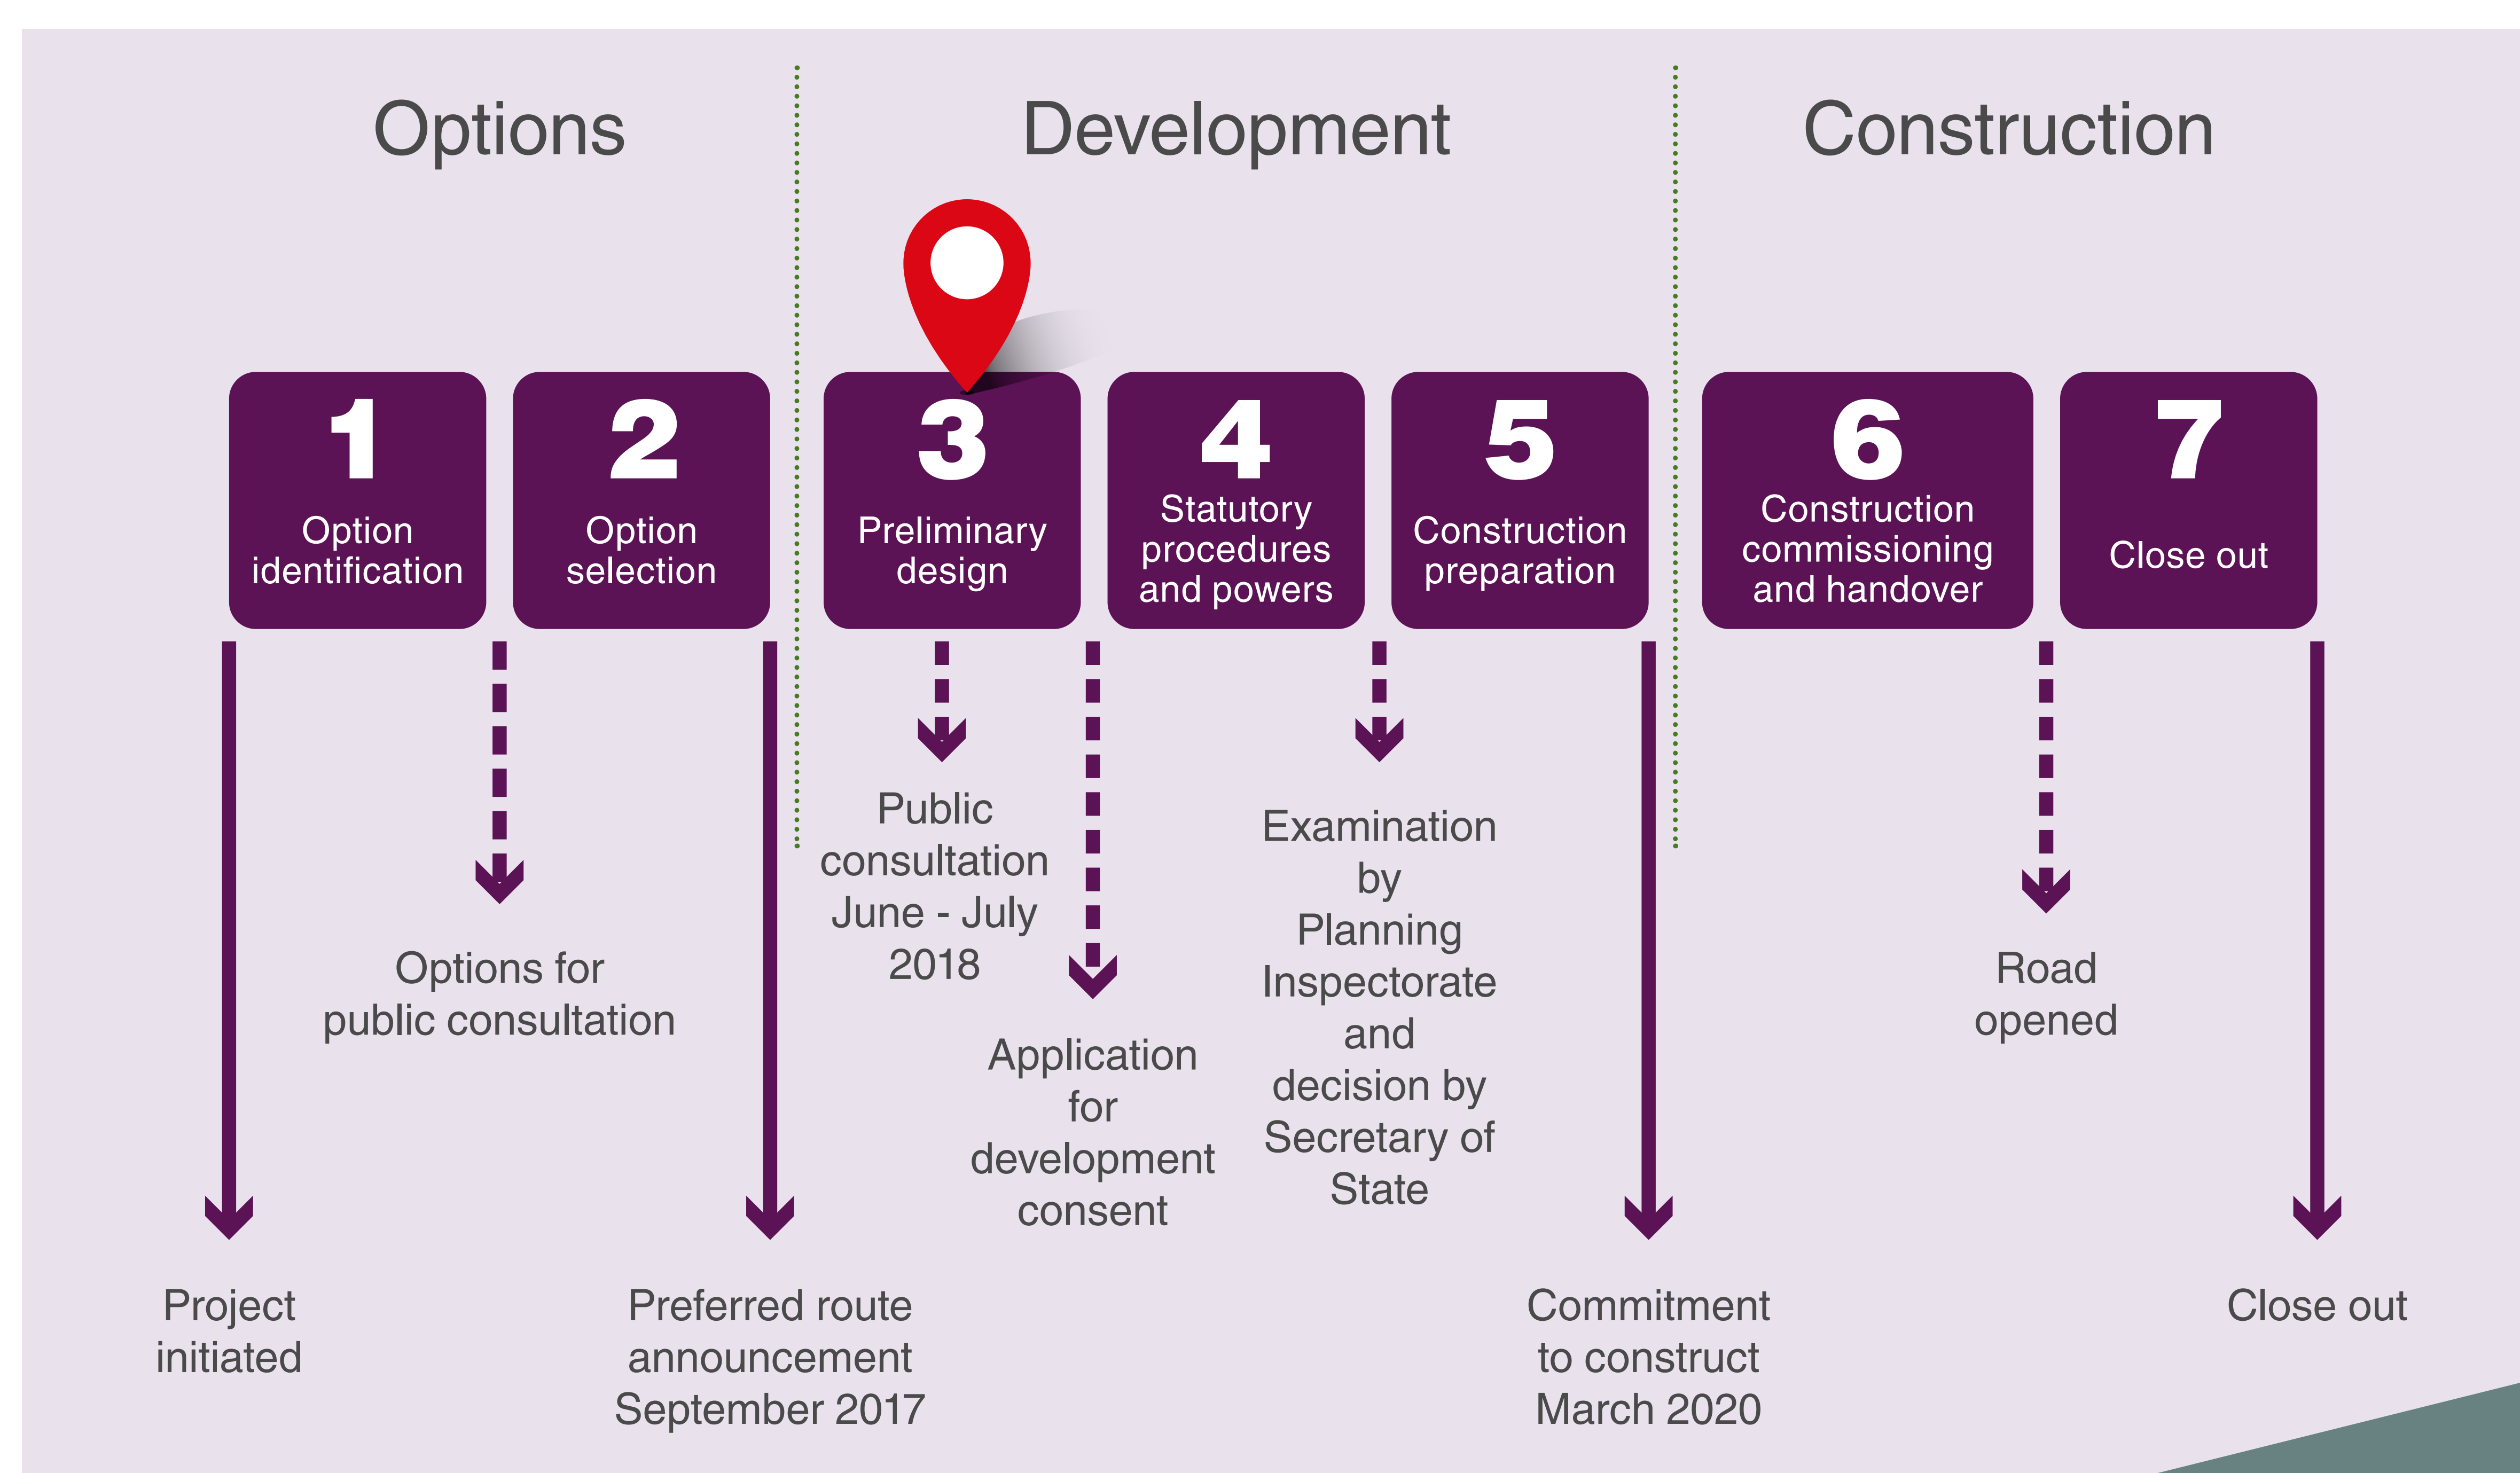 Options
Development
Construction
1
Option
identification
2
Option
selection
3
Preliminary
design
4
Statutory
procedures
and powers
5
Construction
preparation
6
Construction
commissioning
and handover
7
Close out
Project
initiated
Options for
public consultation
Preferred route
announcement
September 2017
Public
consultation
June - July
2018
Application
for
development
consent
Examination
by
Planning
Inspectorate
and
decision by
Secretary of
State
Commitment
to construct
March 2020
Road
opened
Close out